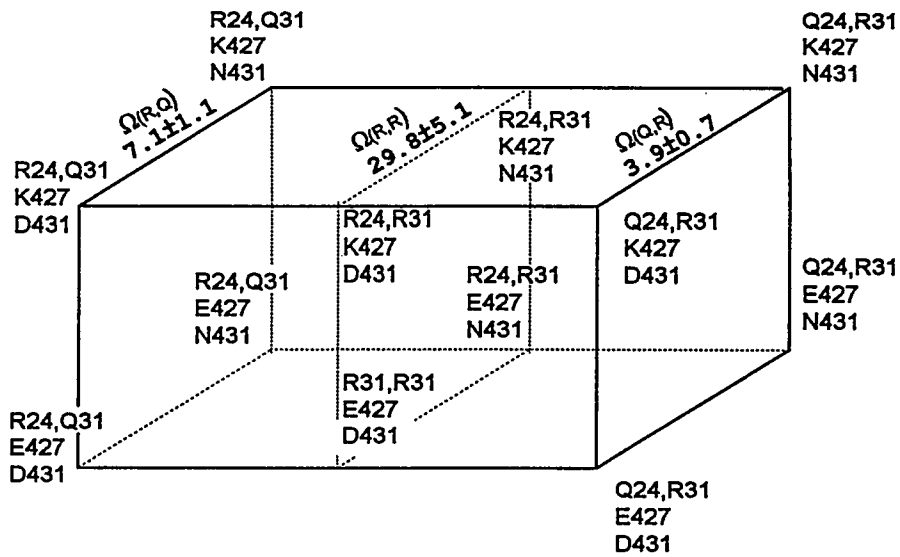 R24,Q31
K427
N431
Q24,R31
K427
N431
Ω(R,Q)
7.1±1.1
Ω(R,R)
29.8±5.1
R24,R31
K427
N431
Ω(Q,R)
3.9±0.7
R24,Q31
K427
D431
R24,R31
K427
D431
Q24,R31
K427
D431
R24,Q31
E427
N431
R24,R31
E427
N431
Q24,R31
E427
N431
R31,R31
E427
D431
R24,Q31
E427
D431
Q24,R31
E427
D431